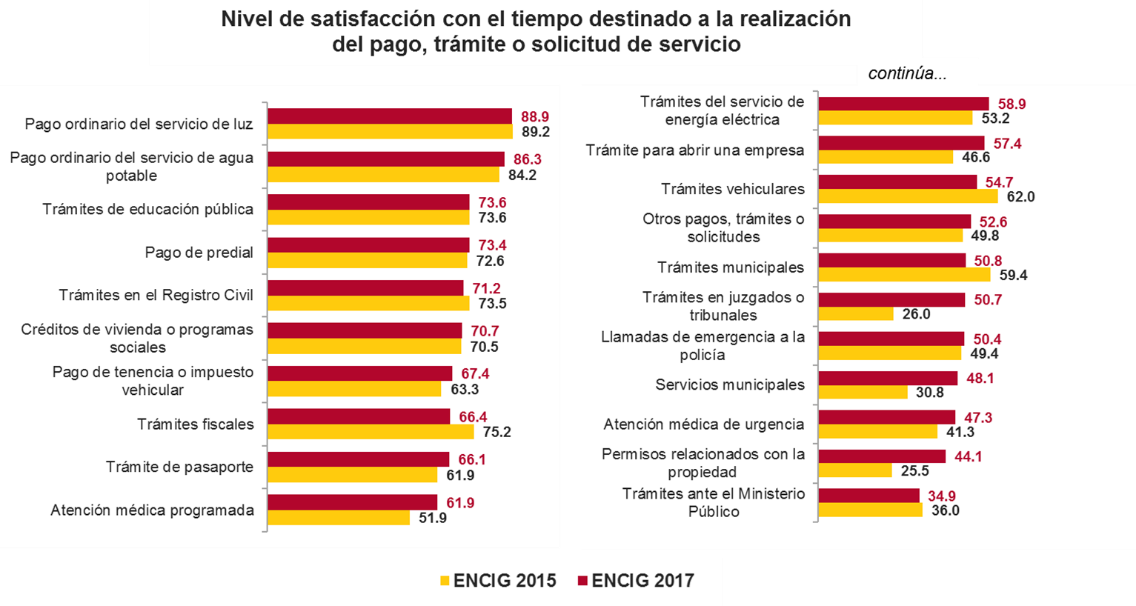 Nivel de satisfacción con el tiempo destinado a la realización
del pago, trámite o solicitud de servicio
Pago ordinario del servicio de luz
88.9
89.2
Pago ordinario del servicio de agua
potable
86.3
84.2
Trámites de educación pública
73.6
73.6
Pago de predial
73.4
72.6
Trámites en el Registro Civil
71.2
73.5
Créditos de vivienda o programas
sociales
70.7
70.5
Pago de tenencia o impuesto
vehicular
67.4
63.3
Trámites fiscales
66.4
75.2
Trámite de pasaporte
66.1
61.9
Atención médica programada
61.9
51.9
continúa...
Trámites del servicio de
energía eléctrica
58.9
53.2
Trámite para abrir una empresa
57.4
46.6
Trámites vehiculares
54.7
62.0
Otros pagos, trámites o
solicitudes
52.6
49.8
Trámites municipales
50.8
59.4
Trámites en juzgados o
tribunales
50.7
26.0
Llamadas de emergencia a la
policía
50.4
49.4
Servicios municipales
48.1
30.8
Atención médica de urgencia
47.3
41.3
Permisos relacionados con la
propiedad
44.1
25.5
Trámites ante el Ministerio
Público
34.9
36.0
ENCIG 2015
ENCIG 2017